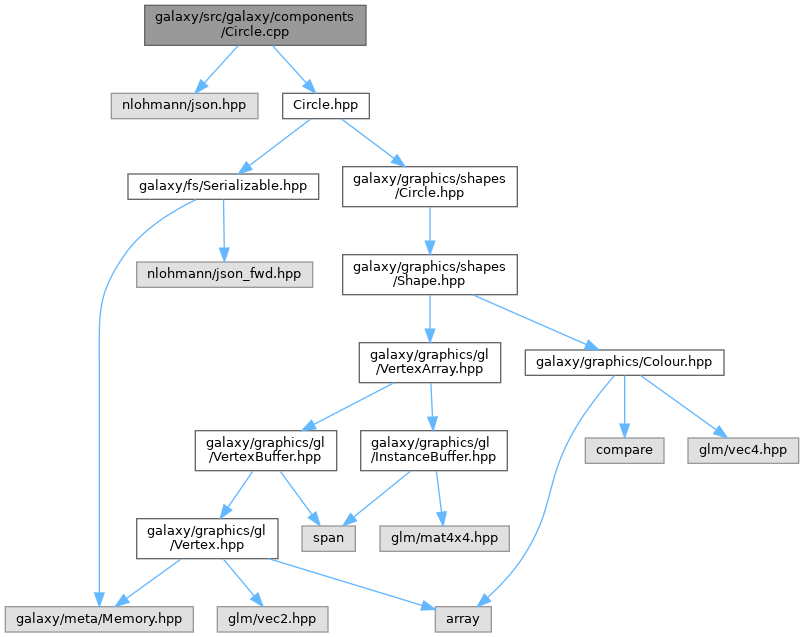 galaxy/src/galaxy/components
/Circle.cpp
nlohmann/json.hpp
Circle.hpp
galaxy/fs/Serializable.hpp
galaxy/graphics/shapes
/Circle.hpp
nlohmann/json_fwd.hpp
galaxy/graphics/shapes
/Shape.hpp
galaxy/graphics/gl
/VertexArray.hpp
galaxy/graphics/Colour.hpp
galaxy/graphics/gl
/VertexBuffer.hpp
galaxy/graphics/gl
/InstanceBuffer.hpp
compare
glm/vec4.hpp
galaxy/graphics/gl
/Vertex.hpp
span
glm/mat4x4.hpp
galaxy/meta/Memory.hpp
glm/vec2.hpp
array